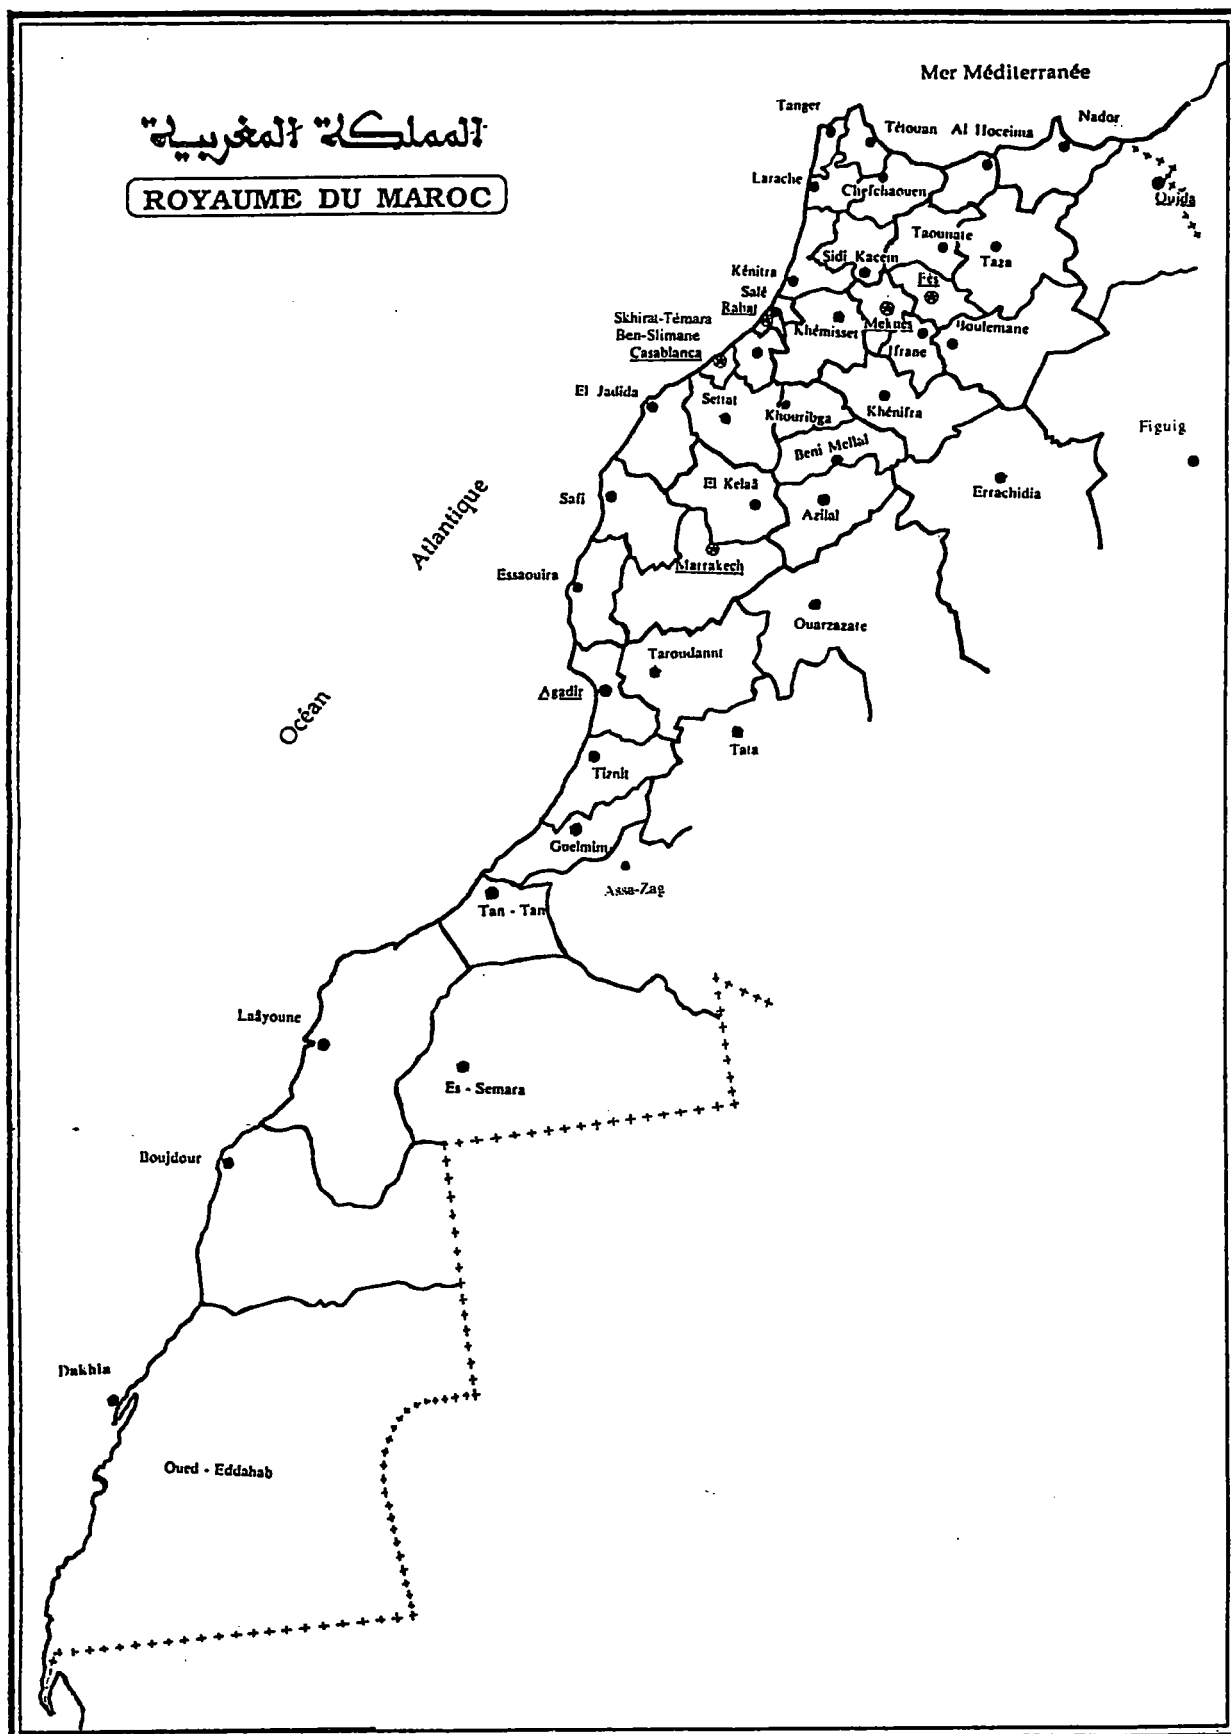 Mer Méditerranée
المملكة المغربية
ROYAUME DU MAROC
Tanger
Tétouan
Al Hoceima
Nador
Larache
Chefchaouen
Oujda
Taounate
Sidi Kacem
Taza
Kénitra
Fès
Salé
Rabat
Skhirat-Témara
Khémisset
Meknès
Boulemane
Ben-Slimane
Casablanca
Ifrane
El Jadida
Settat
Khouribga
Khénifra
Figuig
Beni Mellal
El Kelaâ
Errachidia
Safi
Azilal
Atlantique
Marrakech
Essaouira
Ouarzazate
Taroudannt
Agadir
Océan
Tata
Tiznit
Guelmim
Assa-Zag
Tan - Tan
Laâyoune
Es - Semara
Boujdour
Dakhla
Oued - Eddahab